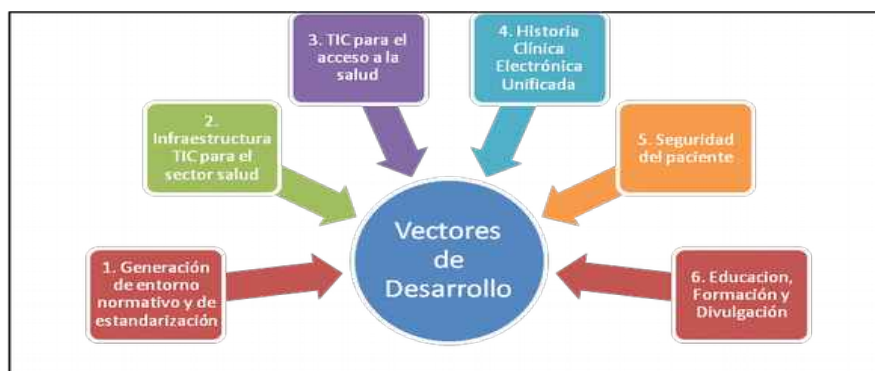 1. Generación
de entorno
normativo y de
estandarización
2.
Infraestructura
TIC para el
sector salud
3. TIC para el
acceso a la
salud
4. Historia
Clínica
Electrónica
Unificada
5. Seguridad
del paciente
6. Educacion,
Formación y
Divulgación
Vectores
de
Desarrollo